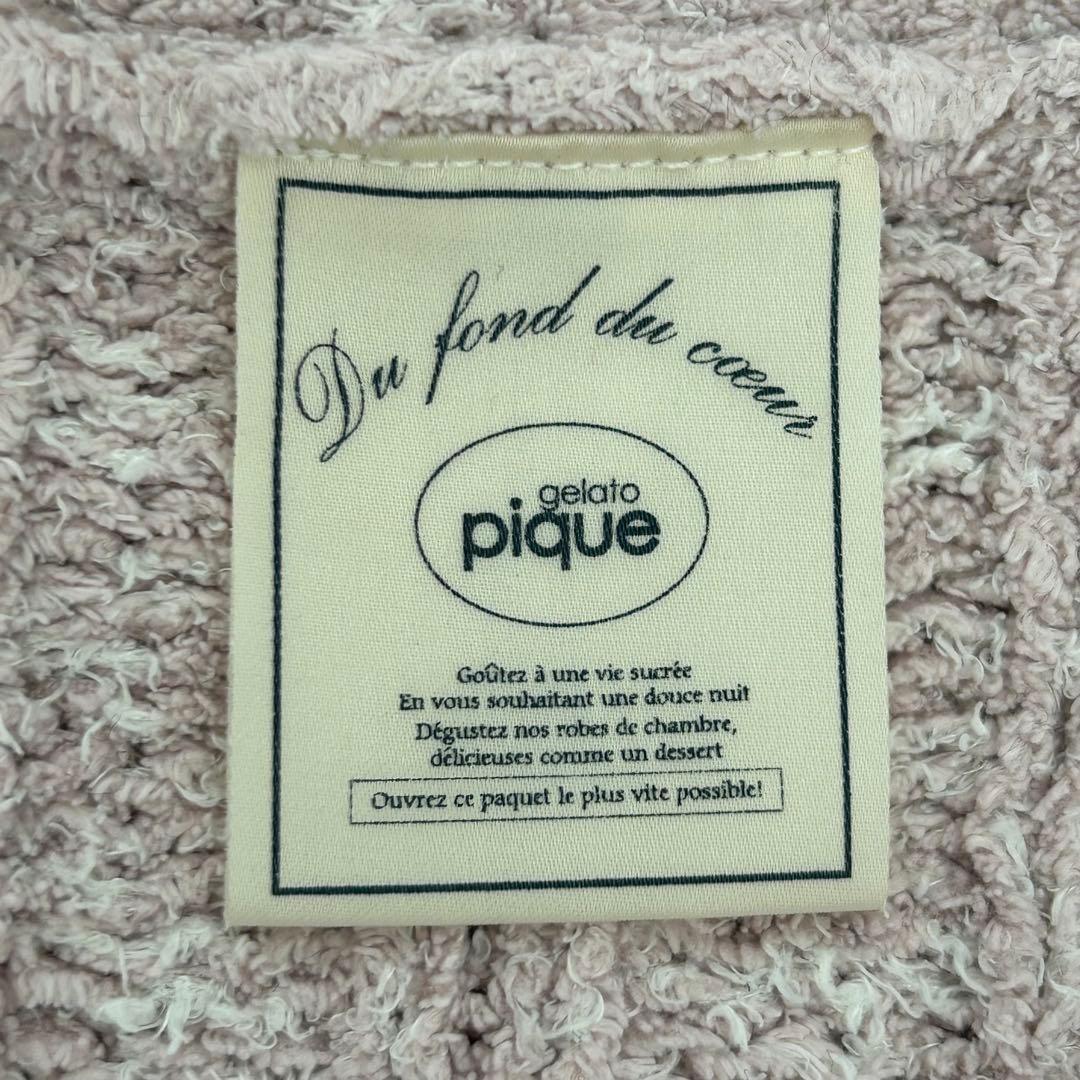 Du fond du cœur
gelato
pique
Goûtez à une vie sucrée
En vous souhaitant une douce nuit
Dégustez nos robes de chambre,
délicieuses comme un dessert
Ouvrez ce paquet le plus vite possible!